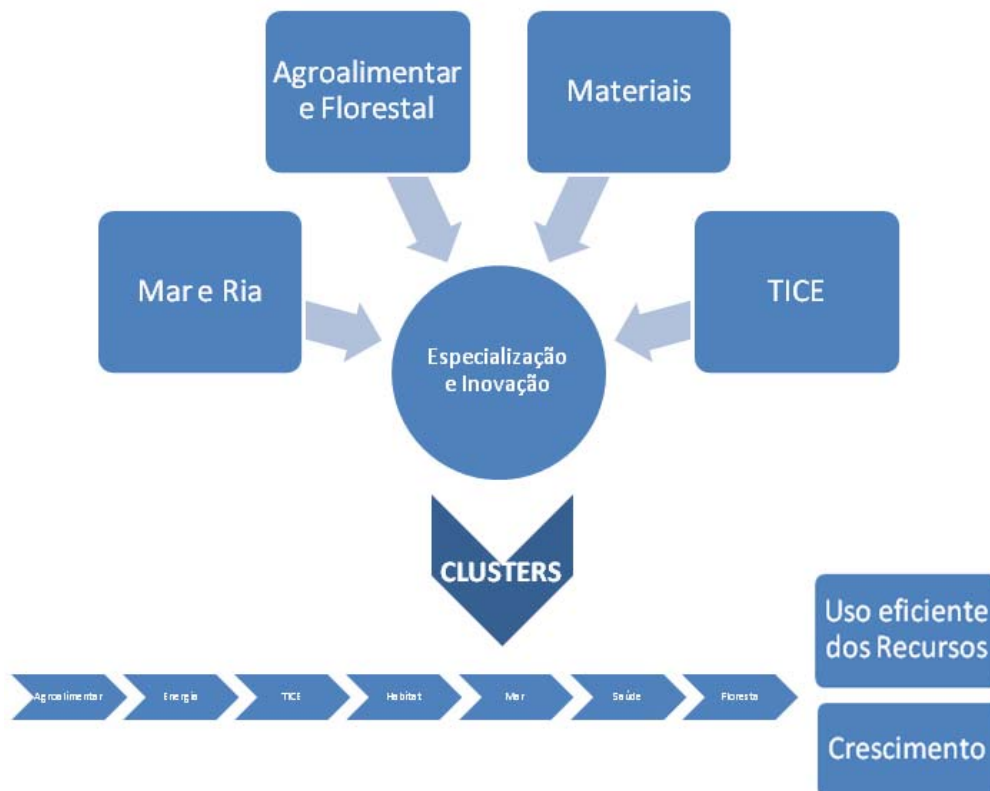 Agroalimentar
e Florestal
Materiais
Mar e Ria
TICE
Especialização
e Inovação
CLUSTERS
Uso eficiente
dos Recursos
Agroalimentar
Energia
TICE
Habitat
Mar
Saúde
Floresta
Crescimento